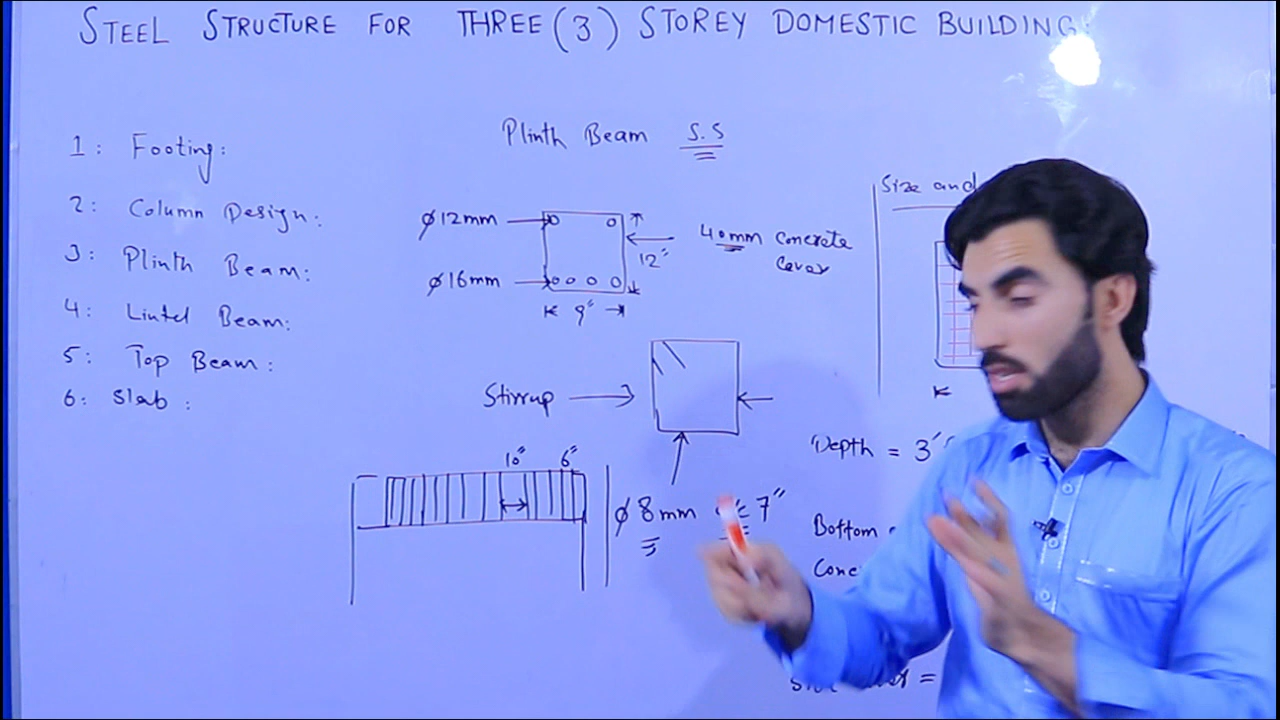 STEEL STRUCTURE FOR THREE (3) STOREY DOMESTIC BUILDING:
1: Footing:
2: Column Design:
3: Plinth Beam:
4: Lintel Beam:
5: Top Beam:
6: Slab :
Plinth Beam S.S
φ12mm
φ16mm
12"
9"
40mm concrete
Cover
Stirrup
10" 6"
φ 8mm 7"
Size and
Depth = 3'
Bottom
Conc
=